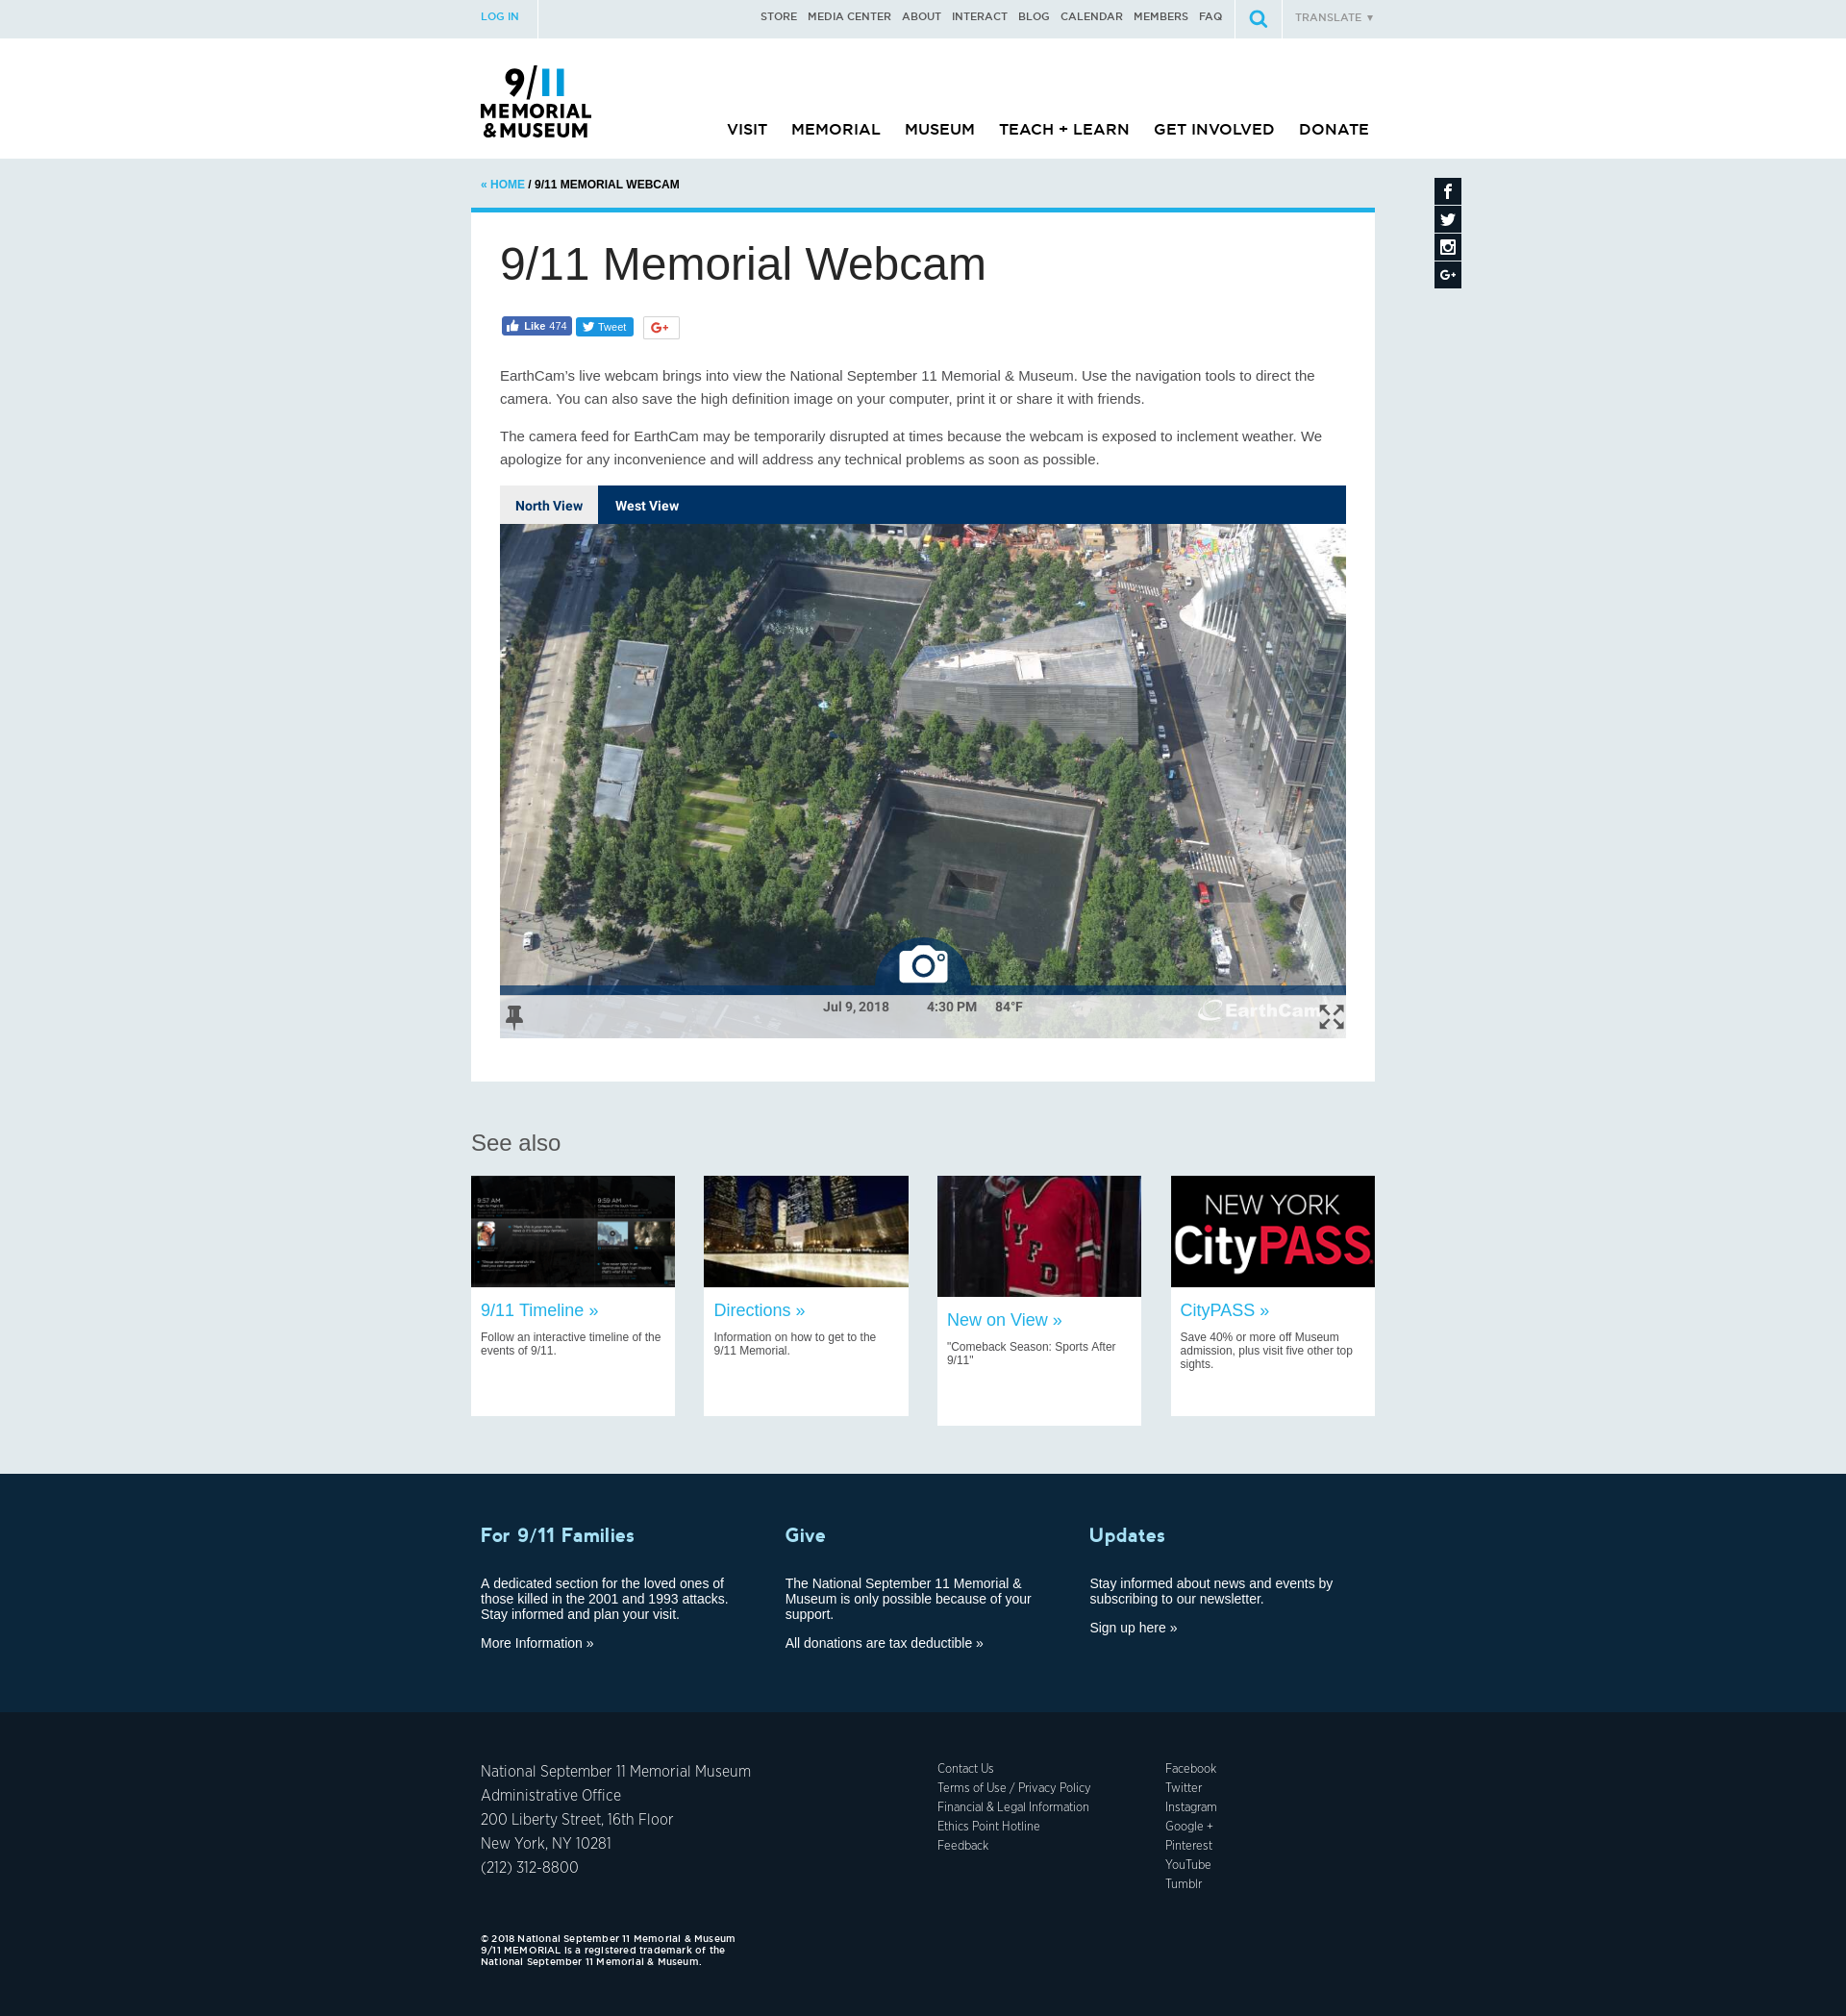 LOG IN
STORE MEDIA CENTER ABOUT INTERACT BLOG CALENDAR MEMBERS FAQ
TRANSLATE ▼
9/11
MEMORIAL
& MUSEUM
VISIT MEMORIAL MUSEUM TEACH + LEARN GET INVOLVED DONATE
« HOME / 9/11 MEMORIAL WEBCAM
9/11 Memorial Webcam
Like 474
Tweet
G+
EarthCam's live webcam brings into view the National September 11 Memorial & Museum. Use the navigation tools to direct the
camera. You can also save the high definition image on your computer, print it or share it with friends.
The camera feed for EarthCam may be temporarily disrupted at times because the webcam is exposed to inclement weather. We
apologize for any inconvenience and will address any technical problems as soon as possible.
North View West View
Jul 9, 2018 4:30 PM 84°F
EarthCam
See also
9:57 AM
9:59 AM
NYFD
NEW YORK
CityPASS
9/11 Timeline »
Follow an interactive timeline of the
events of 9/11.
Directions »
Information on how to get to the
9/11 Memorial.
New on View »
"Comeback Season: Sports After
9/11"
CityPASS »
Save 40% or more off Museum
admission, plus visit five other top
sights.
For 9/11 Families
A dedicated section for the loved ones of
those killed in the 2001 and 1993 attacks.
Stay informed and plan your visit.
More Information »
Give
The National September 11 Memorial &
Museum is only possible because of your
support.
All donations are tax deductible »
Updates
Stay informed about news and events by
subscribing to our newsletter.
Sign up here »
National September 11 Memorial Museum
Administrative Office
200 Liberty Street, 16th Floor
New York, NY 10281
(212) 312-8800
Contact Us
Terms of Use / Privacy Policy
Financial & Legal Information
Ethics Point Hotline
Feedback
Facebook
Twitter
Instagram
Google +
Pinterest
YouTube
Tumblr
© 2018 National September 11 Memorial & Museum
9/11 MEMORIAL is a registered trademark of the
National September 11 Memorial & Museum.